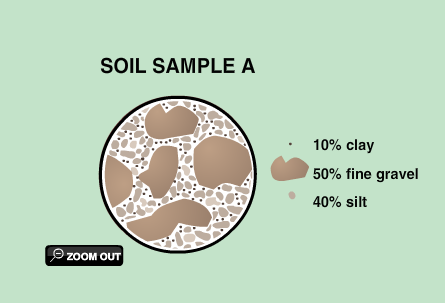 SOIL SAMPLE A
10% clay
50% fine gravel
40% silt
ZOOM OUT